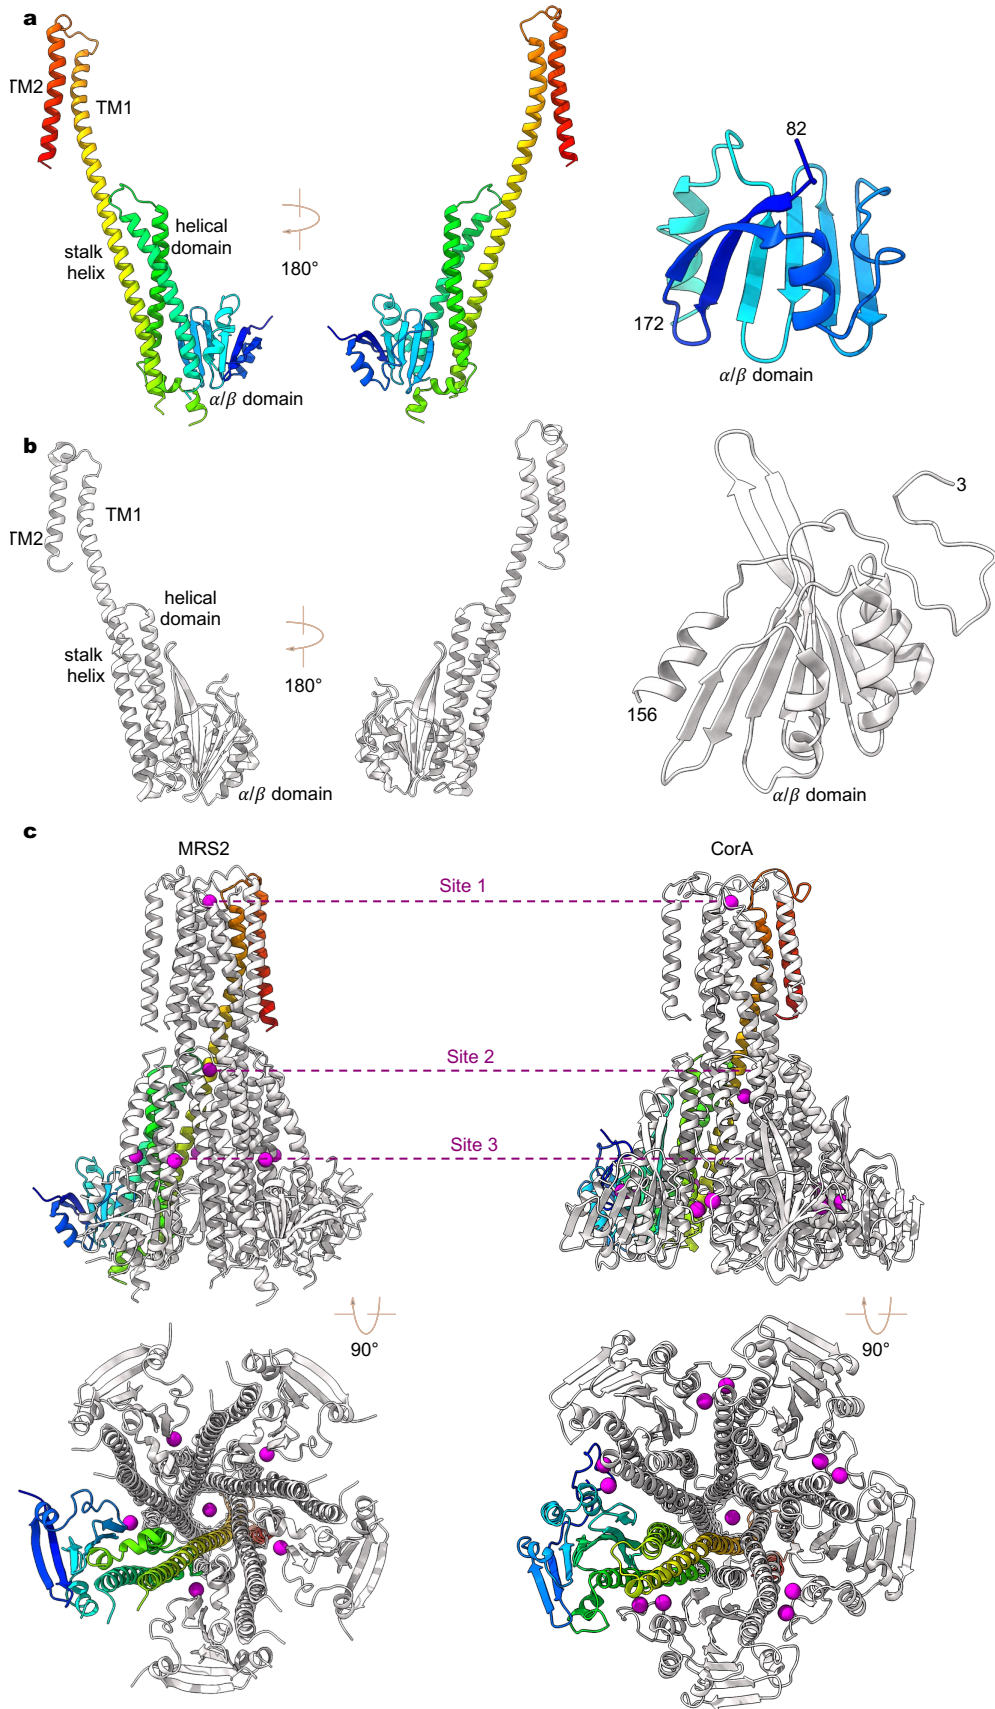 a
TM2
TM1
helical
domain
stalk
helix
180°
α/β domain
82
172
α/β domain
b
TM1
TM2
helical
domain
stalk
helix
180°
α/β domain
3
156
α/β domain
c
MRS2
CorA
Site 1
Site 2
Site 3
90°
90°